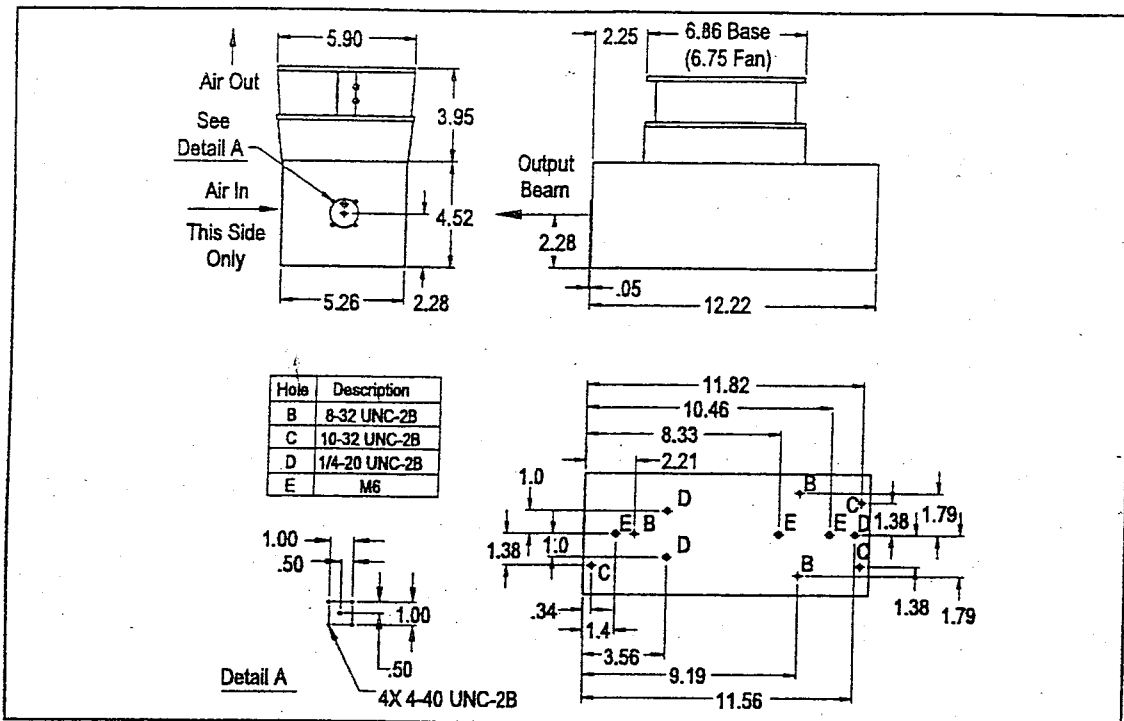 5.90
Air Out
See
Detail A
3.95
Air In
This Side
Only
4.52
5.26
2.28
2.25
6.86 Base
(6.75 Fan)
Output
Beam
2.28
.05
12.22
Hole Description
B 8-32 UNC-2B
C 10-32 UNC-2B
D 1/4-20 UNC-2B
E M6
1.00
.50
1.00
.50
Detail A
4X 4-40 UNC-2B
11.82
10.46
8.33
2.21
1.0
D
B
C
1.79
1.38
E
B
E
E
D
1.38
1.0
D
C
B
C
1.38
1.79
.34
1.4
3.56
9.19
11.56